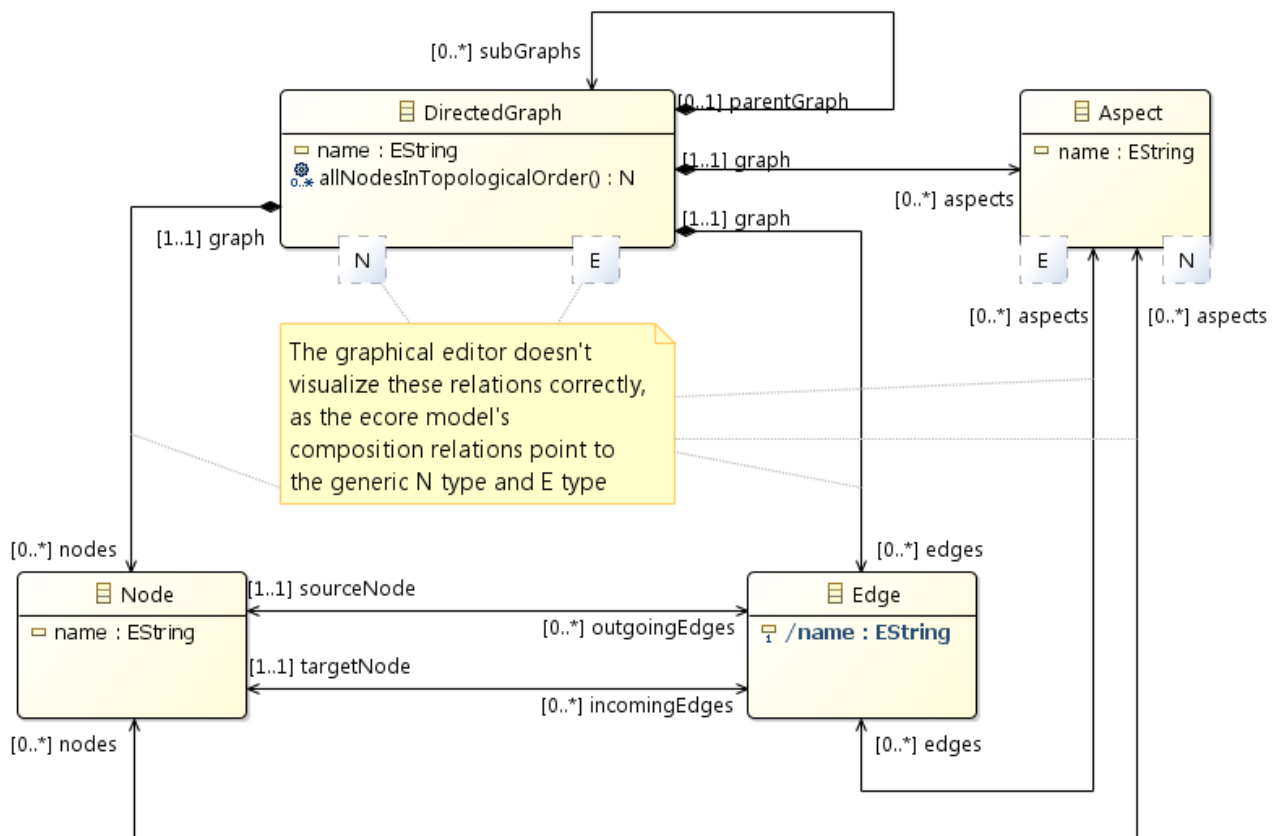 [0..*] subGraphs
DirectedGraph
[0..1] parentGraph
Aspect
name : EString
0..* allNodesInTopologicalOrder() : N
[1..1] graph
name : EString
[0..*] aspects
[1..1] graph
[1..1] graph
N
E
E
N
[0..*] aspects
[0..*] aspects
The graphical editor doesn't
visualize these relations correctly,
as the ecore model's
composition relations point to
the generic N type and E type
[0..*] nodes
[0..*] edges
Node
[1..1] sourceNode
Edge
name : EString
[0..*] outgoingEdges
1 /name : EString
[1..1] targetNode
[0..*] incomingEdges
[0..*] nodes
[0..*] edges